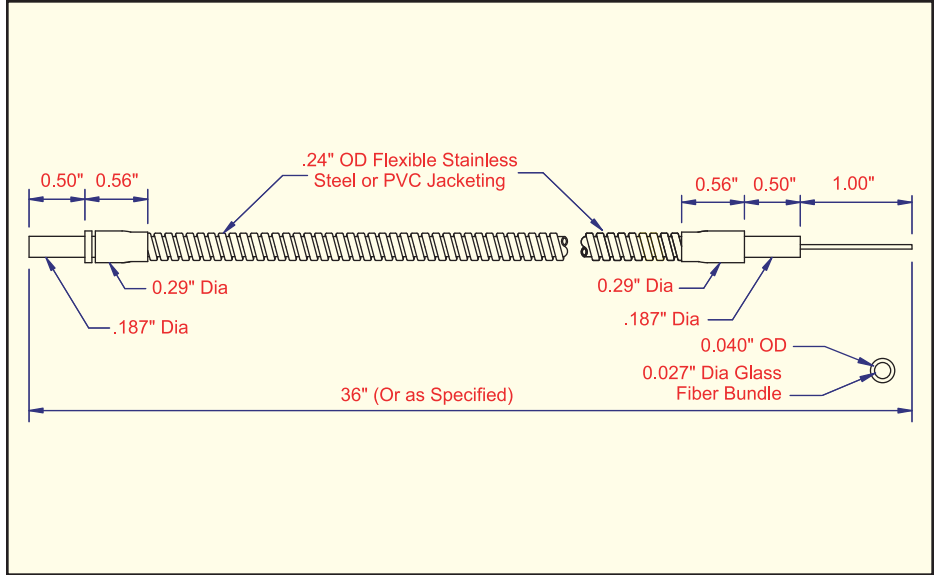 .24" OD Flexible Stainless
Steel or PVC Jacketing
0.50"
0.56"
0.56"
0.50"
1.00"
0.29" Dia
.187" Dia
0.29" Dia
.187" Dia
0.040" OD
0.027" Dia Glass
Fiber Bundle
36" (Or as Specified)